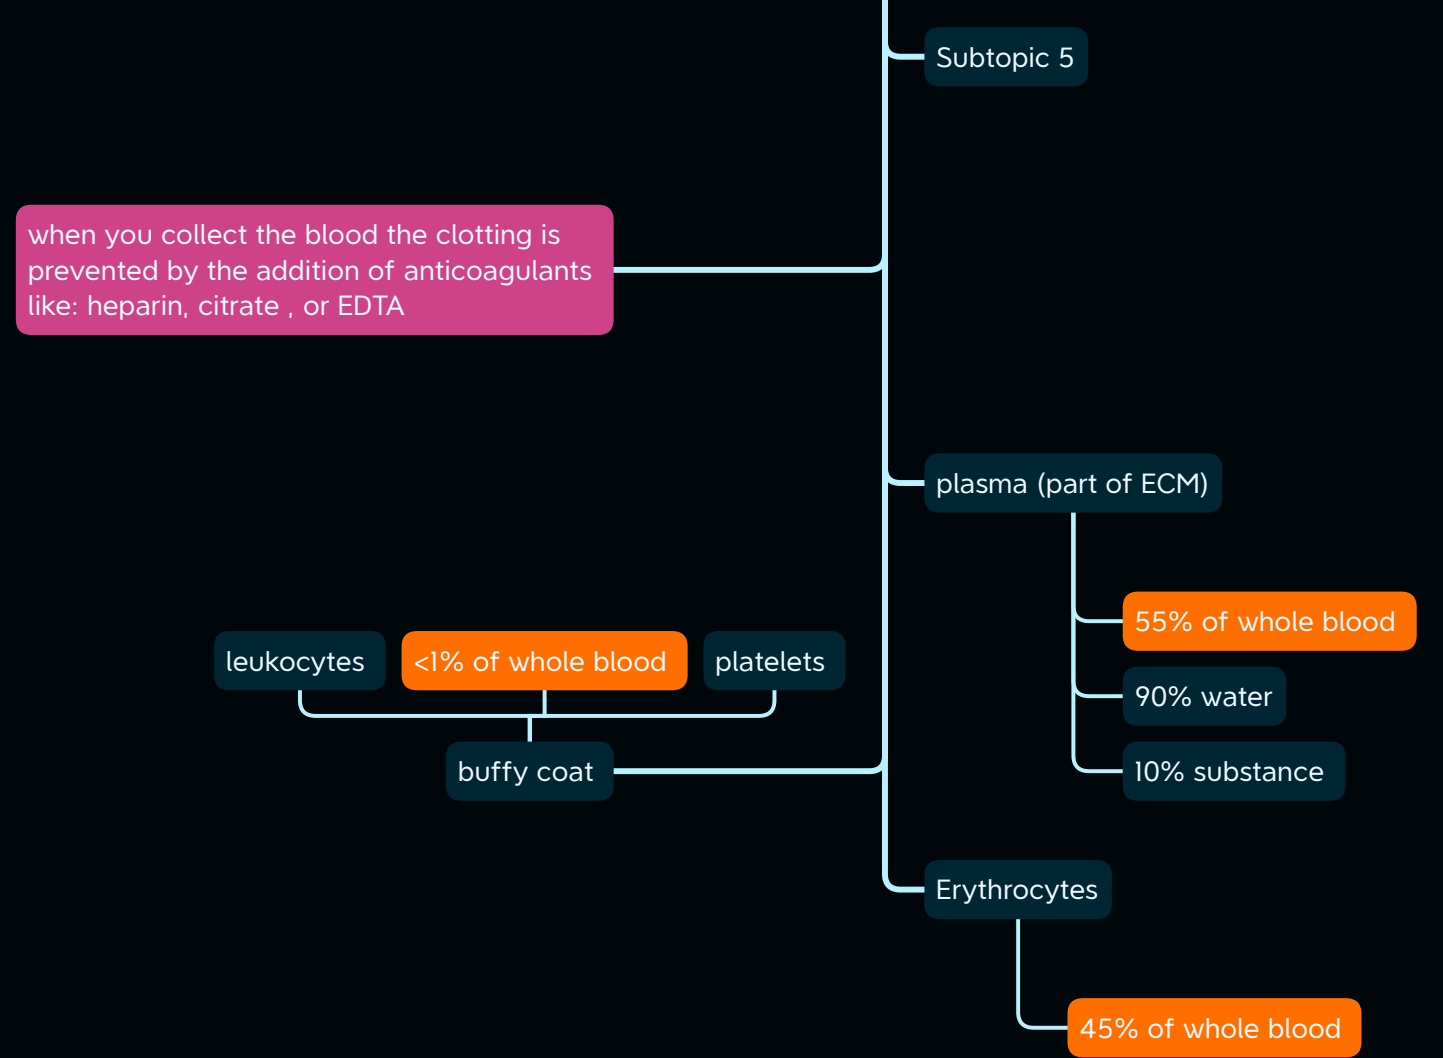 Subtopic 5
when you collect the blood the clotting is
prevented by the addition of anticoagulants
like: heparin, citrate , or EDTA
plasma (part of ECM)
55% of whole blood
90% water
10% substance
leukocytes
<1% of whole blood
platelets
buffy coat
Erythrocytes
45% of whole blood